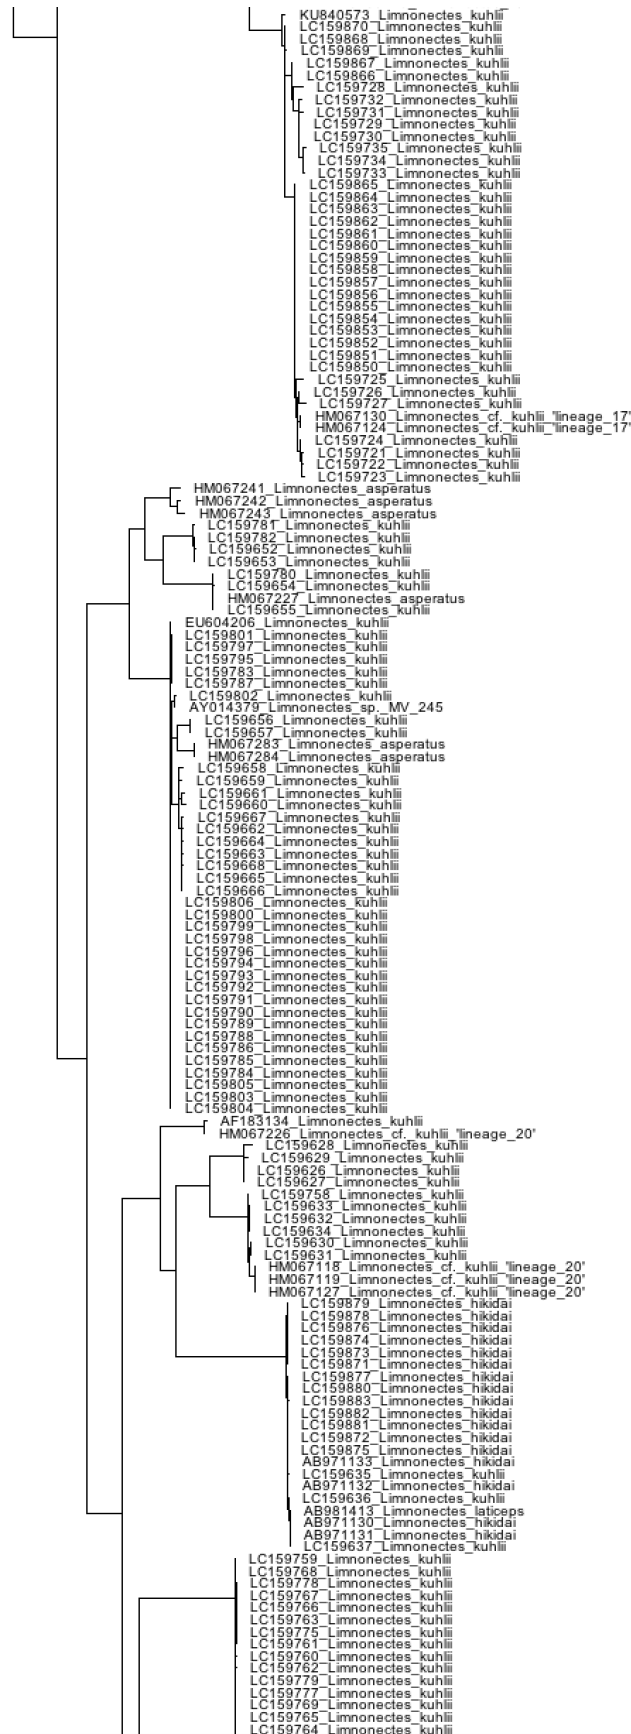 KU840573_Limnonectes_kuhlii
LC159870_Limnonectes_kuhlii
LC159868_Limnonectes_kuhlii
LC159869_Limnonectes_kuhlii
LC159867_Limnonectes_kuhlii
LC159866_Limnonectes_kuhlii
LC159728_Limnonectes_kuhlii
LC159732_Limnonectes_kuhlii
LC159731_Limnonectes_kuhlii
LC159729_Limnonectes_kuhlii
LC159730_Limnonectes_kuhlii
LC159735_Limnonectes_kuhlii
LC159734_Limnonectes_kuhlii
LC159733_Limnonectes_kuhlii
LC159865_Limnonectes_kuhlii
LC159864_Limnonectes_kuhlii
LC159863_Limnonectes_kuhlii
LC159862_Limnonectes_kuhlii
LC159861_Limnonectes_kuhlii
LC159860_Limnonectes_kuhlii
LC159859_Limnonectes_kuhlii
LC159858_Limnonectes_kuhlii
LC159857_Limnonectes_kuhlii
LC159856_Limnonectes_kuhlii
LC159855_Limnonectes_kuhlii
LC159854_Limnonectes_kuhlii
LC159853_Limnonectes_kuhlii
LC159852_Limnonectes_kuhlii
LC159851_Limnonectes_kuhlii
LC159850_Limnonectes_kuhlii
LC159725_Limnonectes_kuhlii
LC159726_Limnonectes_kuhlii
LC159727_Limnonectes_kuhlii
HM067130_Limnonectes_cf._kuhlii_'lineage_17'
HM067124_Limnonectes_cf._kuhlii_'lineage_17'
LC159724_Limnonectes_kuhlii
LC159721_Limnonectes_kuhlii
LC159722_Limnonectes_kuhlii
LC159723_Limnonectes_kuhlii
HM067241_Limnonectes_asperatus
HM067242_Limnonectes_asperatus
HM067243_Limnonectes_asperatus
LC159781_Limnonectes_kuhlii
LC159782_Limnonectes_kuhlii
LC159652_Limnonectes_kuhlii
LC159653_Limnonectes_kuhlii
LC159780_Limnonectes_kuhlii
LC159654_Limnonectes_kuhlii
HM067227_Limnonectes_asperatus
LC159655_Limnonectes_kuhlii
EU604206_Limnonectes_kuhlii
LC159801_Limnonectes_kuhlii
LC159797_Limnonectes_kuhlii
LC159795_Limnonectes_kuhlii
LC159783_Limnonectes_kuhlii
LC159787_Limnonectes_kuhlii
LC159802_Limnonectes_kuhlii
AY014379_Limnonectes_sp._MV_245
LC159656_Limnonectes_kuhlii
LC159657_Limnonectes_kuhlii
HM067283_Limnonectes_asperatus
HM067284_Limnonectes_asperatus
LC159658_Limnonectes_kuhlii
LC159659_Limnonectes_kuhlii
LC159661_Limnonectes_kuhlii
LC159660_Limnonectes_kuhlii
LC159667_Limnonectes_kuhlii
LC159662_Limnonectes_kuhlii
LC159664_Limnonectes_kuhlii
LC159663_Limnonectes_kuhlii
LC159668_Limnonectes_kuhlii
LC159665_Limnonectes_kuhlii
LC159666_Limnonectes_kuhlii
LC159806_Limnonectes_kuhlii
LC159800_Limnonectes_kuhlii
LC159799_Limnonectes_kuhlii
LC159798_Limnonectes_kuhlii
LC159796_Limnonectes_kuhlii
LC159794_Limnonectes_kuhlii
LC159793_Limnonectes_kuhlii
LC159792_Limnonectes_kuhlii
LC159791_Limnonectes_kuhlii
LC159790_Limnonectes_kuhlii
LC159789_Limnonectes_kuhlii
LC159788_Limnonectes_kuhlii
LC159786_Limnonectes_kuhlii
LC159785_Limnonectes_kuhlii
LC159784_Limnonectes_kuhlii
LC159805_Limnonectes_kuhlii
LC159803_Limnonectes_kuhlii
LC159804_Limnonectes_kuhlii
AF183134_Limnonectes_kuhlii
HM067226_Limnonectes_cf._kuhlii_'lineage_20'
LC159628_Limnonectes_kuhlii
LC159629_Limnonectes_kuhlii
LC159626_Limnonectes_kuhlii
LC159627_Limnonectes_kuhlii
LC159758_Limnonectes_kuhlii
LC159633_Limnonectes_kuhlii
LC159632_Limnonectes_kuhlii
LC159634_Limnonectes_kuhlii
LC159630_Limnonectes_kuhlii
LC159631_Limnonectes_kuhlii
HM067118_Limnonectes_cf._kuhlii_'lineage_20'
HM067119_Limnonectes_cf._kuhlii_'lineage_20'
HM067127_Limnonectes_cf._kuhlii_'lineage_20'
LC159879_Limnonectes_hikidai
LC159878_Limnonectes_hikidai
LC159876_Limnonectes_hikidai
LC159874_Limnonectes_hikidai
LC159873_Limnonectes_hikidai
LC159871_Limnonectes_hikidai
LC159877_Limnonectes_hikidai
LC159880_Limnonectes_hikidai
LC159883_Limnonectes_hikidai
LC159882_Limnonectes_hikidai
LC159881_Limnonectes_hikidai
LC159872_Limnonectes_hikidai
LC159875_Limnonectes_hikidai
AB971133_Limnonectes_hikidai
LC159635_Limnonectes_kuhlii
AB971132_Limnonectes_hikidai
LC159636_Limnonectes_kuhlii
AB981413_Limnonectes_laticeps
AB971130_Limnonectes_hikidai
AB971131_Limnonectes_hikidai
LC159637_Limnonectes_kuhlii
LC159759_Limnonectes_kuhlii
LC159768_Limnonectes_kuhlii
LC159778_Limnonectes_kuhlii
LC159767_Limnonectes_kuhlii
LC159766_Limnonectes_kuhlii
LC159763_Limnonectes_kuhlii
LC159775_Limnonectes_kuhlii
LC159761_Limnonectes_kuhlii
LC159760_Limnonectes_kuhlii
LC159762_Limnonectes_kuhlii
LC159779_Limnonectes_kuhlii
LC159777_Limnonectes_kuhlii
LC159769_Limnonectes_kuhlii
LC159765_Limnonectes_kuhlii
LC159764_Limnonectes_kuhlii